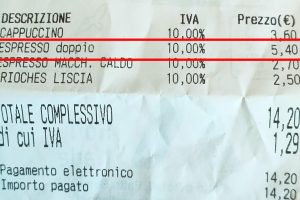 DESCRIZIONE IVA Prezzo(€)
CAPPUCCINO 10,00% 3,60
ESPRESSO doppio 10,00% 5,40
ESPRESSO MACCH. CALDO 10,00% 2,70
RIOCHES LISCIA 10,00% 2,50
TOTALE COMPLESSIVO 14,20
di cui IVA 1,29
Pagamento elettronico 14,20
Importo pagato 14,20